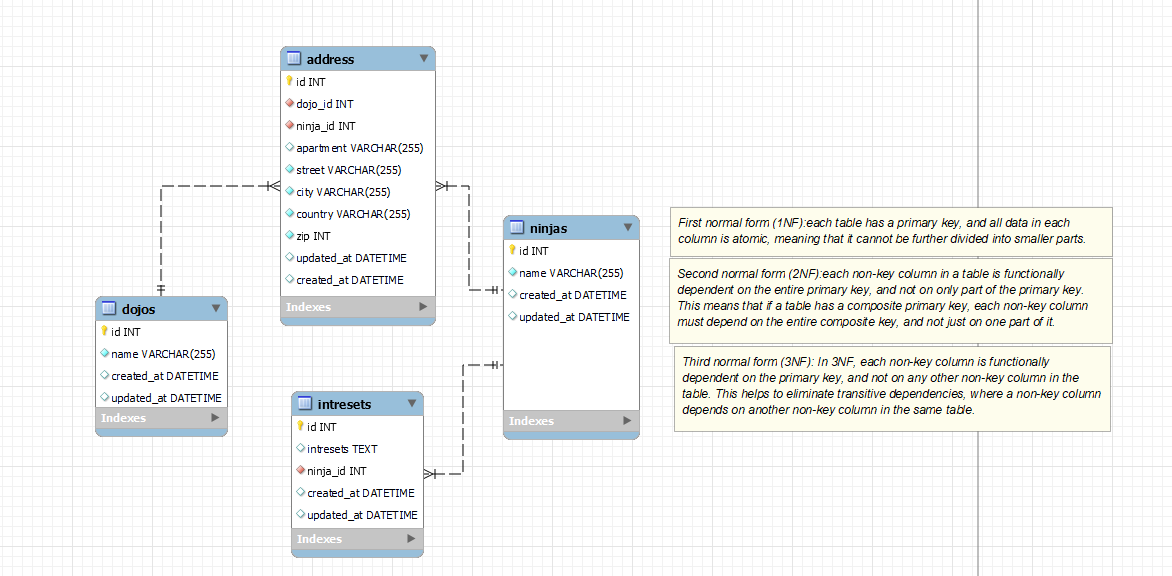 address
id INT
dojo_id INT
ninja_id INT
apartment VARCHAR(255)
street VARCHAR(255)
city VARCHAR(255)
country VARCHAR(255)
zip INT
updated_at DATETIME
created_at DATETIME
Indexes
dojos
id INT
name VARCHAR(255)
created_at DATETIME
updated_at DATETIME
Indexes
intresets
id INT
intresets TEXT
ninja_id INT
created_at DATETIME
updated_at DATETIME
Indexes
ninjas
id INT
name VARCHAR(255)
created_at DATETIME
updated_at DATETIME
Indexes
First normal form (1NF):each table has a primary key, and all data in each
column is atomic, meaning that it cannot be further divided into smaller parts.
Second normal form (2NF):each non-key column in a table is functionally
dependent on the entire primary key, and not on only part of the primary key.
This means that if a table has a composite primary key, each non-key column
must depend on the entire composite key, and not just on one part of it.
Third normal form (3NF): In 3NF, each non-key column is functionally
dependent on the primary key, and not on any other non-key column in the
table. This helps to eliminate transitive dependencies, where a non-key column
depends on another non-key column in the same table.